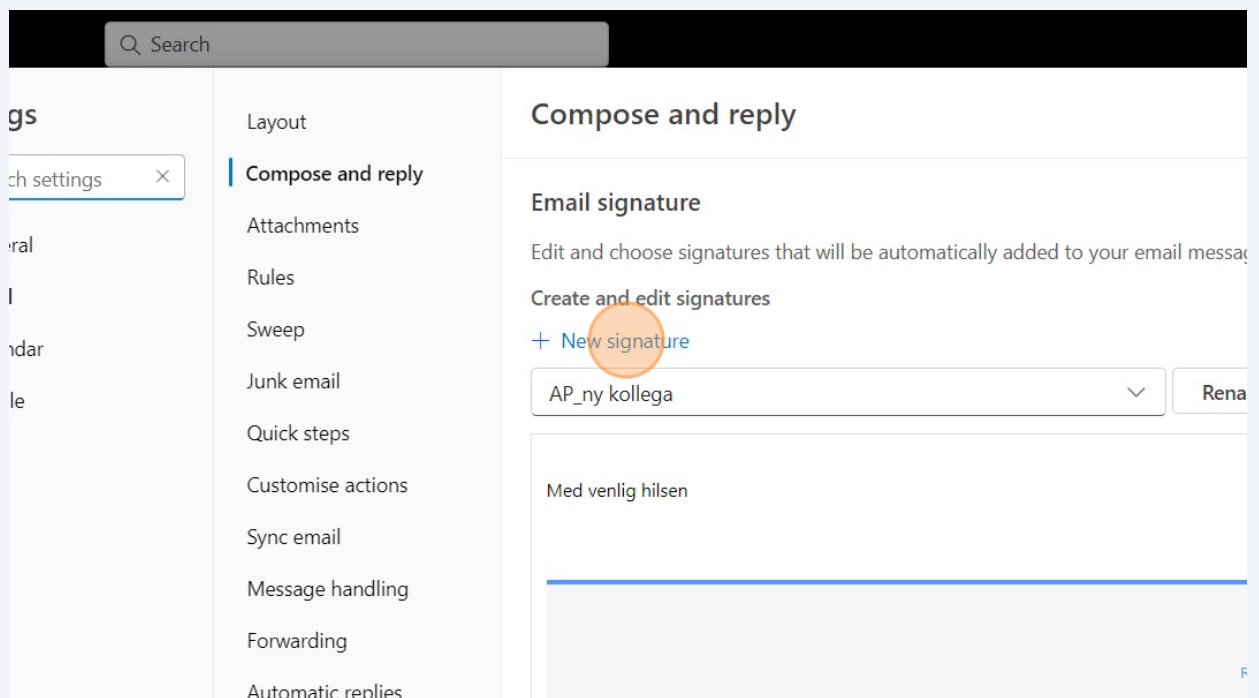 Search
gs
ch settings
eral
l
ndar
le
Layout
Compose and reply
Attachments
Rules
Sweep
Junk email
Quick steps
Customise actions
Sync email
Message handling
Forwarding
Automatic replies
Compose and reply
Email signature
Edit and choose signatures that will be automatically added to your email messag
Create and edit signatures
+ New signature
AP_ny kollega
Rena
Med venlig hilsen
R